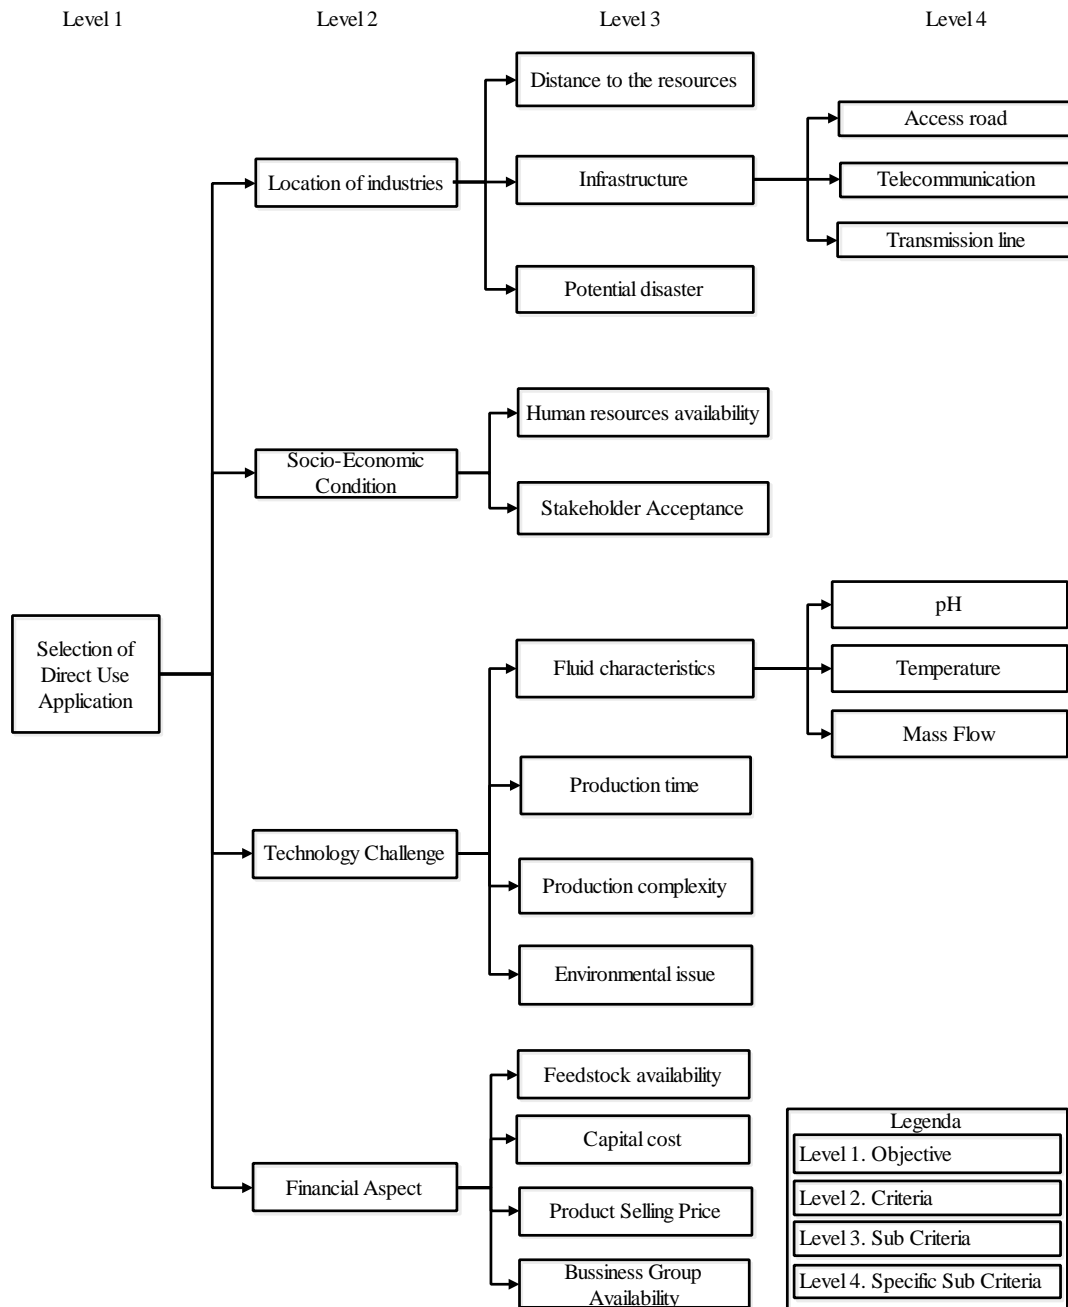 Level 1
Level 2
Level 3
Level 4
Distance to the resources
Access road
Location of industries
Infrastructure
Telecommunication
Transmission line
Potential disaster
Human resources availability
Socio-Economic
Condition
Stakeholder Acceptance
pH
Selection of
Direct Use
Application
Fluid characteristics
Temperature
Mass Flow
Production time
Technology Challenge
Production complexity
Environmental issue
Feedstock availability
Capital cost
Financial Aspect
Product Selling Price
Bussiness Group
Availability
Legenda
Level 1. Objective
Level 2. Criteria
Level 3. Sub Criteria
Level 4. Specific Sub Criteria